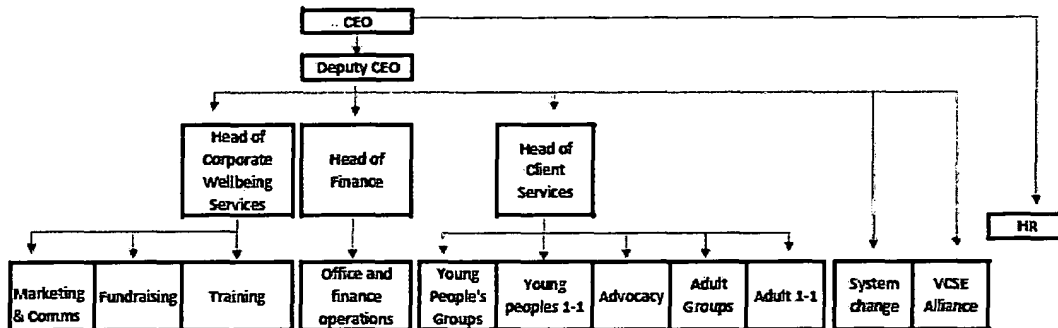 .. CEO
Deputy CEO
Head of
Corporate
Wellbeing
Services
Head of
Finance
Head of
Client
Services
HR
Marketing
& Comms
Fundraising
Training
Office and
finance
operations
Young
People's
Groups
Young
peoples 1-1
Advocacy
Adult
Groups
Adult 1-1
System
change
VCSE
Alliance